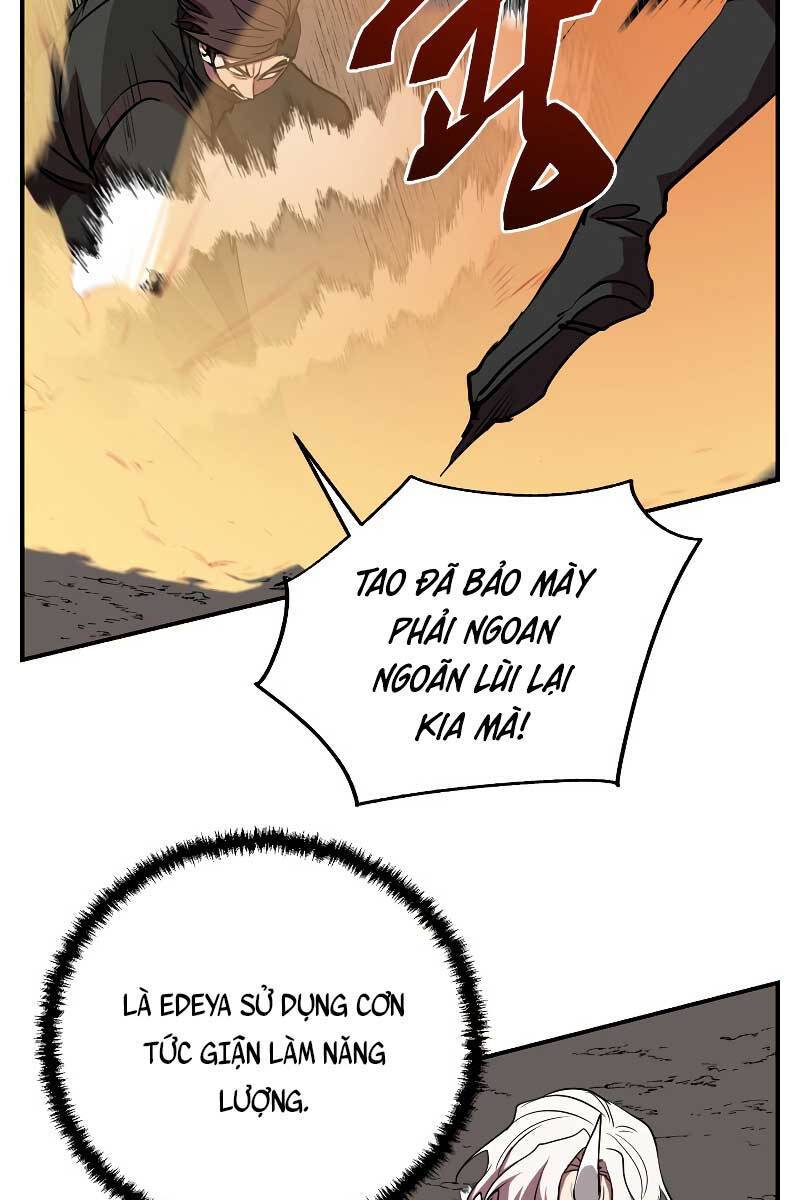 TAO ĐÃ BẢO MÀY
PHẢI NGOAN
NGOÃN LÙI LẠI
KIA MÀ!
LÀ EDEYA SỬ DỤNG CƠN
TỨC GIẬN LÀM NĂNG
LƯỢNG.